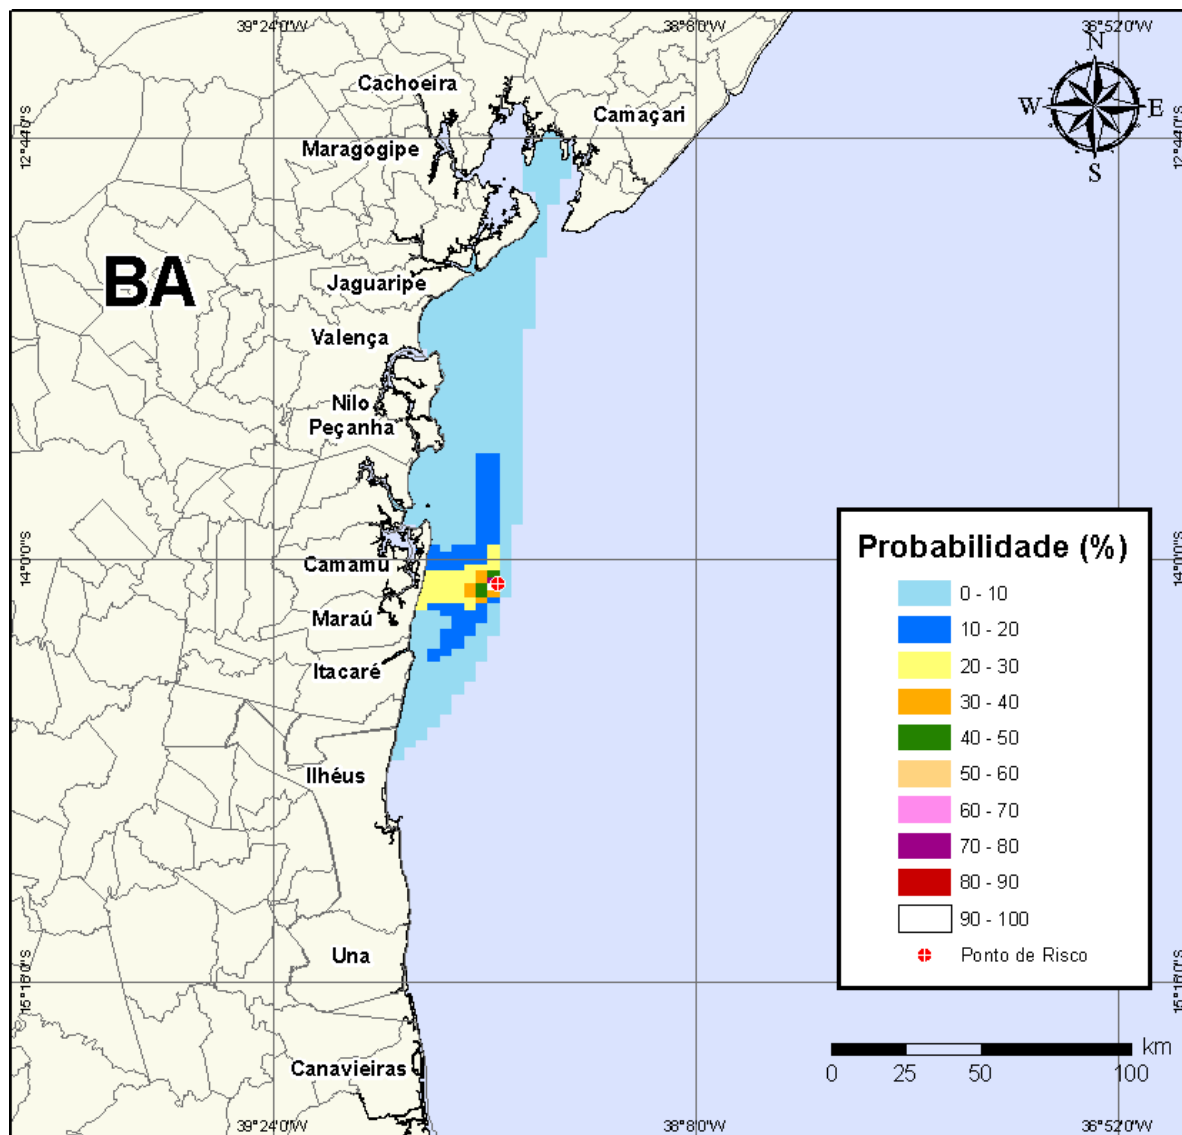 39°24'0"W
38°8'0"W
36°52'0"W
N
W
E
S
12°44'0"S
12°44'0"S
Cachoeira
Camaçari
Maragogipe
BA
Jaguaripe
Valença
Nilo
Peçanha
14°0'0"S
14°0'0"S
Camamu
Maraú
Itacaré
Ilhéus
Una
15°16'0"S
15°16'0"S
Canavieiras
Probabilidade (%)
0 - 10
10 - 20
20 - 30
30 - 40
40 - 50
50 - 60
60 - 70
70 - 80
80 - 90
90 - 100
Ponto de Risco
km
0 25 50 100
39°24'0"W
38°8'0"W
36°52'0"W